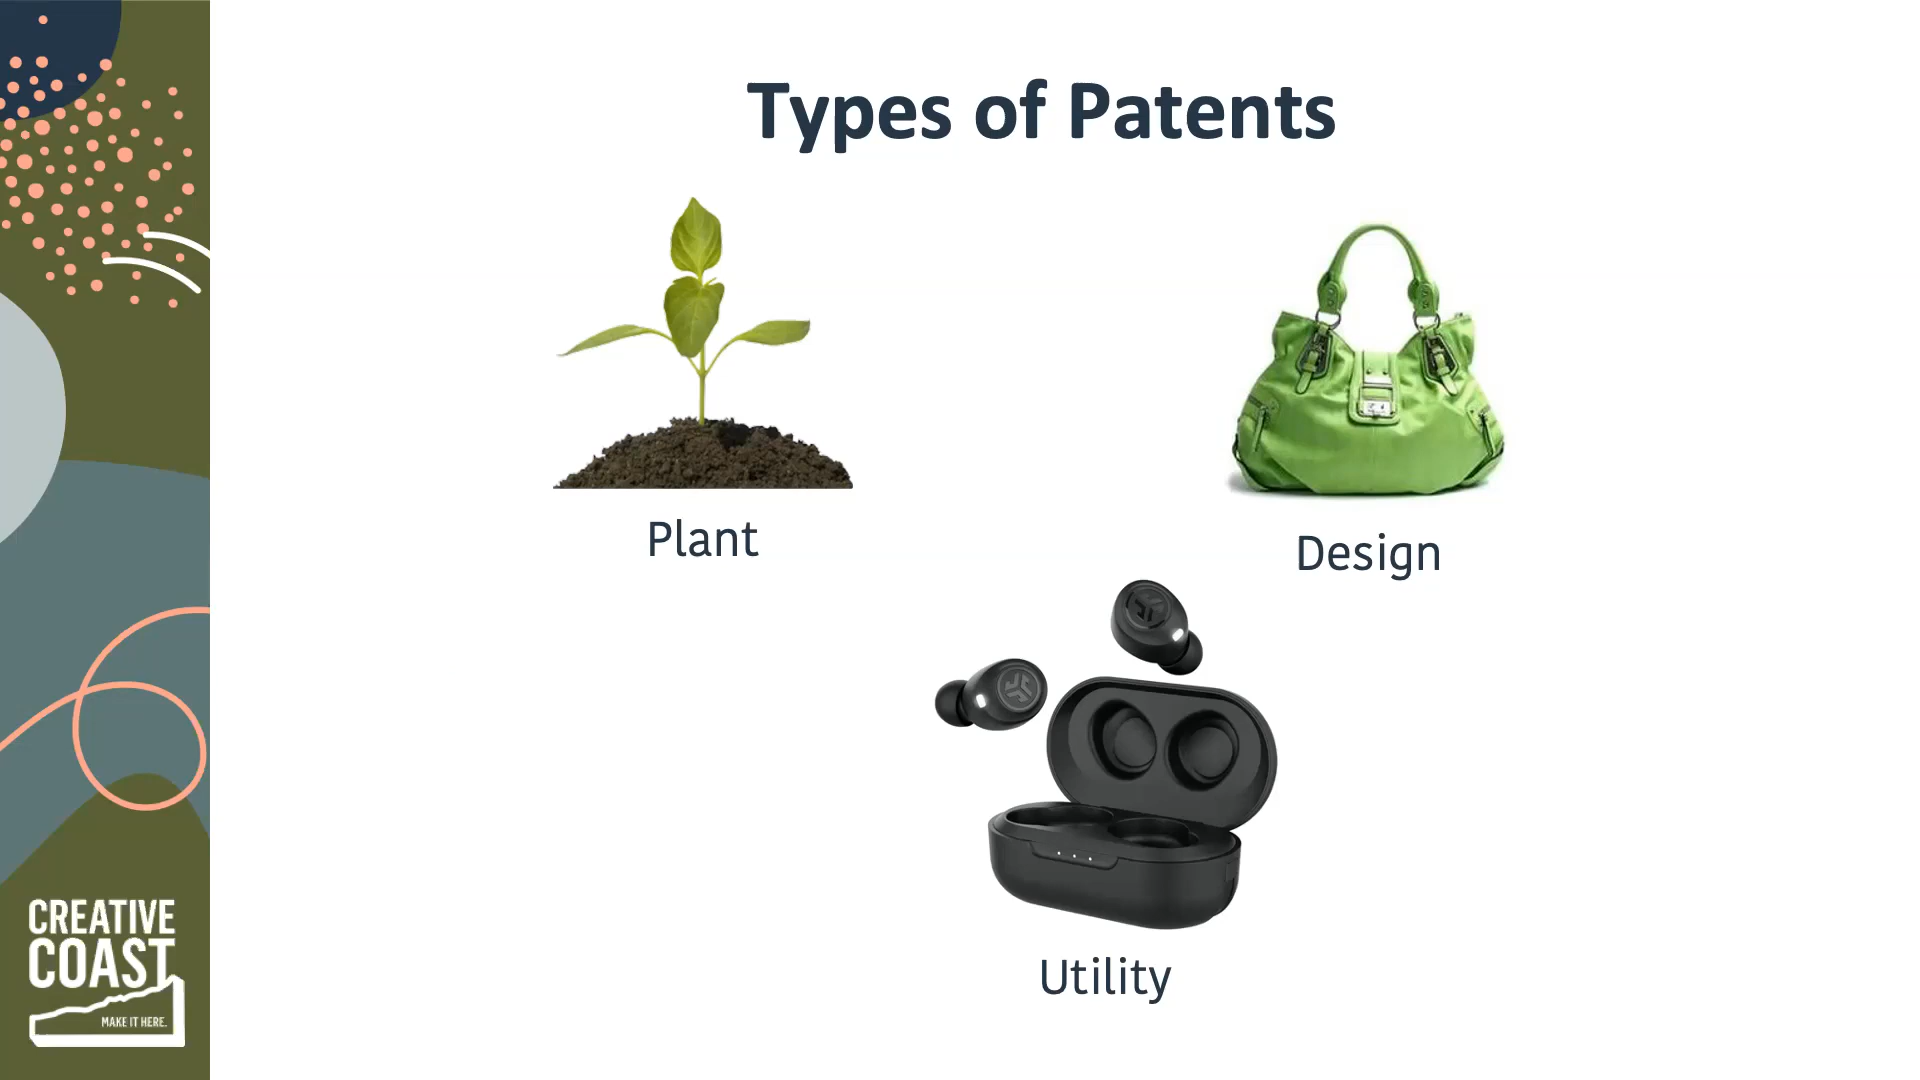 Types of Patents
Plant
Design
Utility
CREATIVE
COAST
MAKE IT HERE.